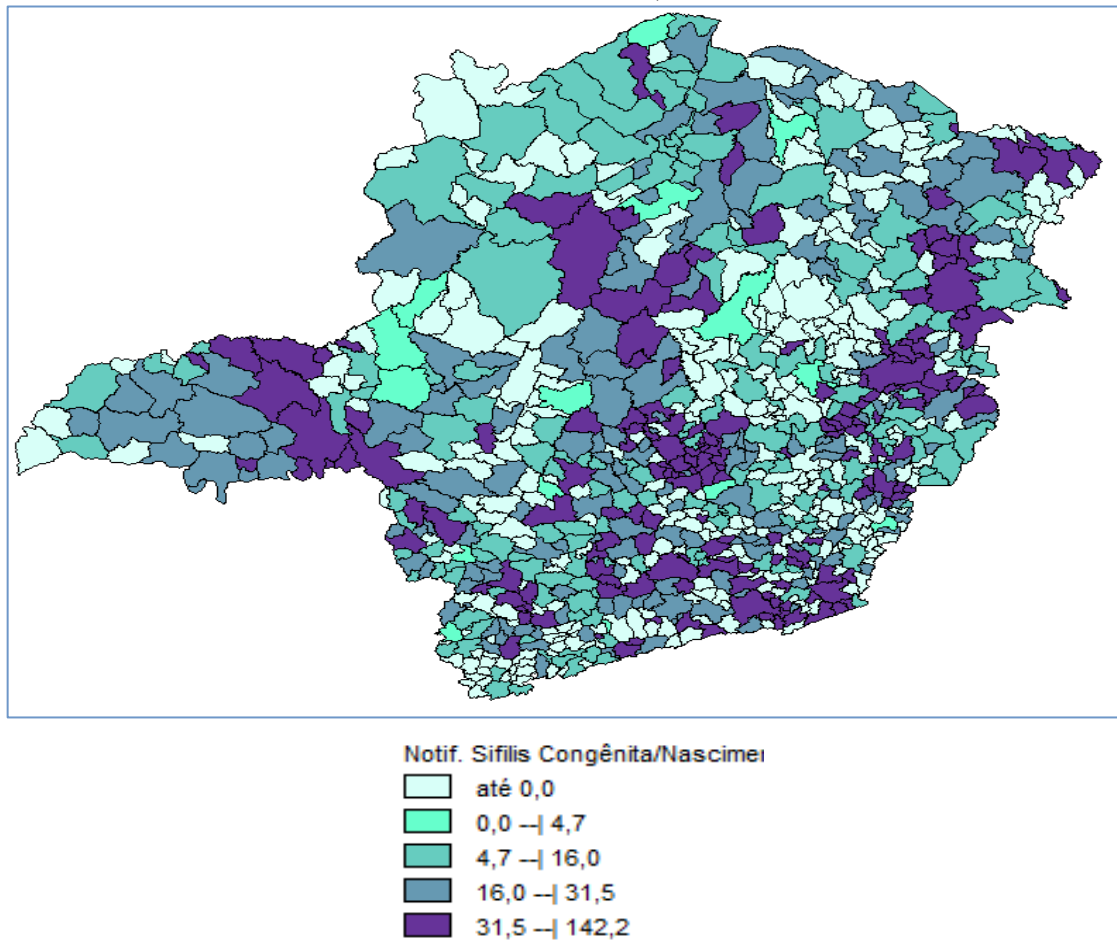 Notif. Sifilis Congênita/Nascimer
até 0,0
0,0 --| 4,7
4,7 --| 16,0
16,0 --| 31,5
31,5 --| 142,2